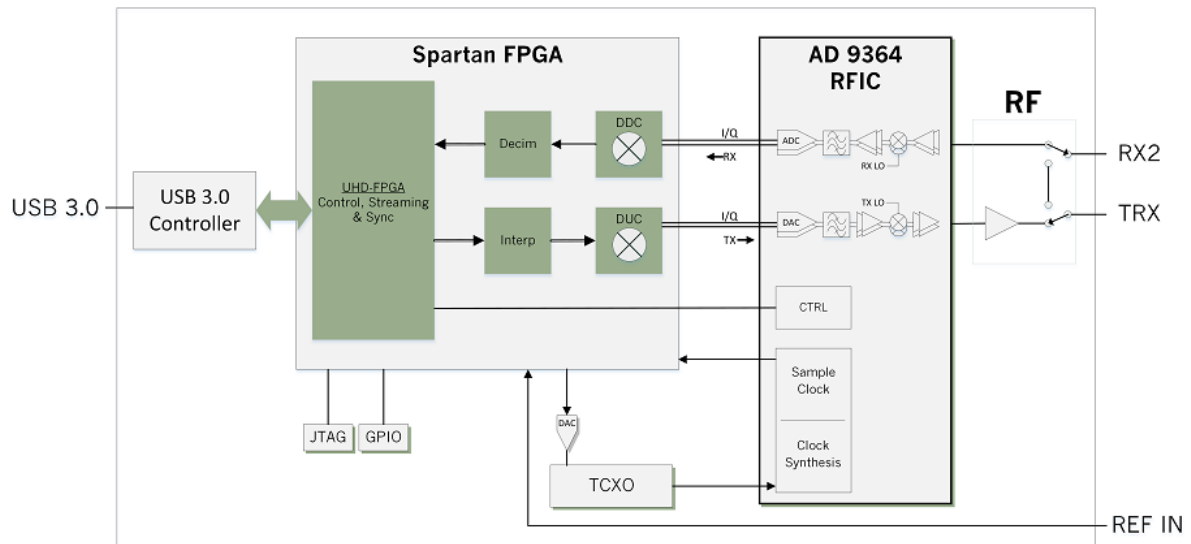 Spartan FPGA
AD 9364
RFIC
RF
DDC
Decim
I/Q
RX
ADC
RX LO
RX2
UHD-FPGA
Control, Streaming
& Sync
USB 3.0
USB 3.0
Controller
DUC
Interp
I/Q
TX
TX LO
DAC
TRX
CTRL
Sample
Clock
Clock
Synthesis
JTAG
GPIO
DAC
TCXO
REF IN